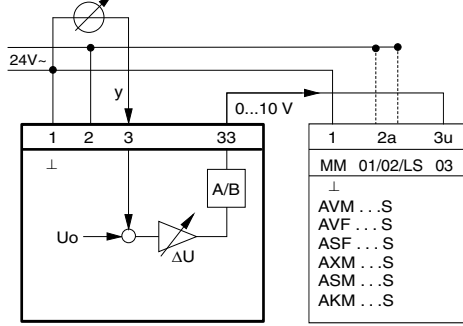 24V~
y
0...10 V
1 2 3 33
⊥
A/B
Uo
ΔU
1 2a 3u
MM 01/02/LS 03
⊥
AVM . . .S
AVF . . .S
ASF . . .S
AXM . . .S
ASM . . .S
AKM . . .S